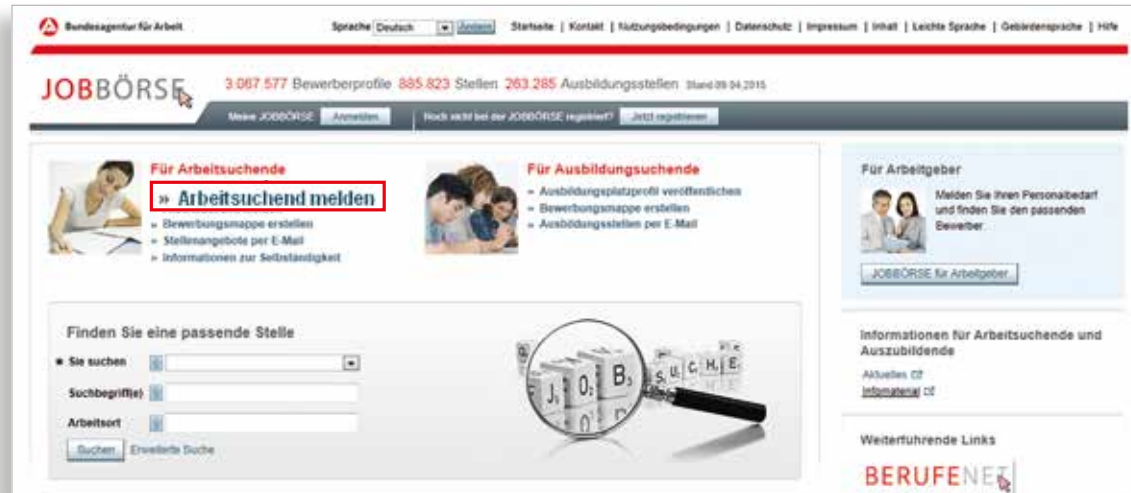 Bundesagentur für Arbeit
Sprache Deutsch Ändern Startseite | Kontakt | Nutzungsbedingungen | Datenschutz | Impressum | Inhalt | Leichte Sprache | Gebärdensprache | Hilfe
JOBBÖRSE
3.067.577 Bewerberprofile 885.823 Stellen 263.285 Ausbildungsstellen Stand 09.04.2015
Meine JOBBÖRSE Anmelden Noch nicht bei der JOBBÖRSE registriert? Jetzt registrieren
Für Arbeitsuchende
» Arbeitsuchend melden
» Bewerbungsmappe erstellen
» Stellenangebote per E-Mail
» Informationen zur Selbständigkeit
Für Ausbildungsuchende
» Ausbildungsplatzprofil veröffentlichen
» Bewerbungsmappe erstellen
» Ausbildungsstellen per E-Mail
Für Arbeitgeber
Melden Sie Ihren Personalbedarf
und finden Sie den passenden
Bewerber.
JOBBÖRSE für Arbeitgeber
Finden Sie eine passende Stelle
* Sie suchen
Suchbegriff(e)
Arbeitsort
Suchen Erweiterte Suche
J O B S U C H E
Informationen für Arbeitsuchende und
Auszubildende
Aktuelles
Infomaterial
Weiterführende Links
BERUFENET